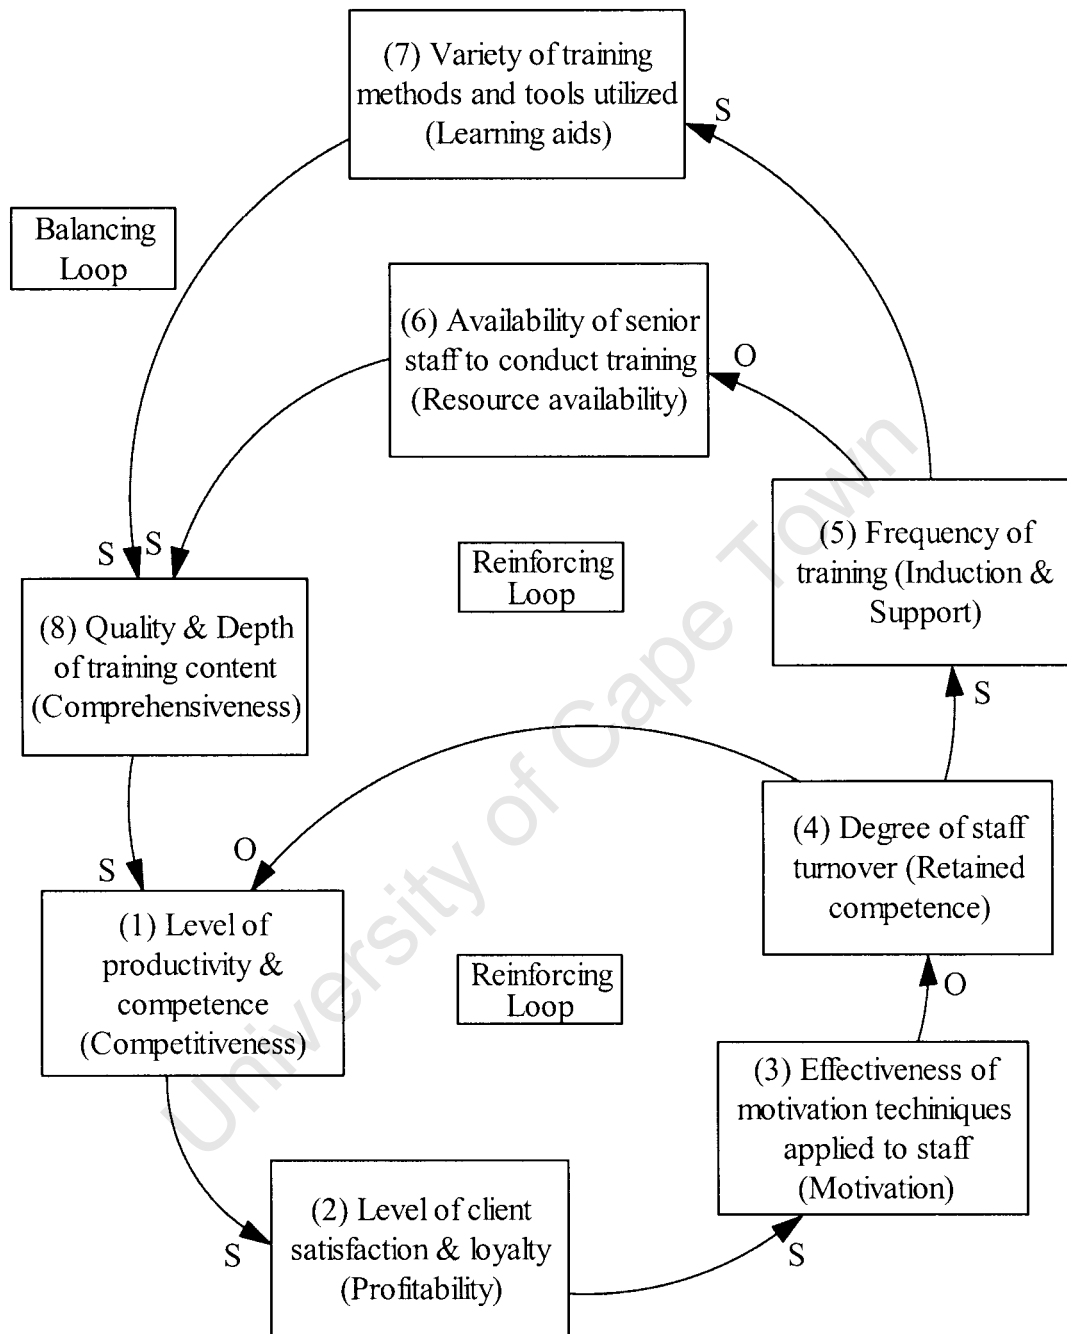 (7) Variety of training
methods and tools utilized
(Learning aids)
S
Balancing
Loop
(6) Availability of senior
staff to conduct training
(Resource availability)
O
S
S
Reinforcing
Loop
(5) Frequency of
training (Induction &
Support)
(8) Quality & Depth
of training content
(Comprehensiveness)
S
(4) Degree of staff
turnover (Retained
competence)
S
O
(1) Level of
productivity &
competence
(Competitiveness)
Reinforcing
Loop
O
(3) Effectiveness of
motivation techiniques
applied to staff
(Motivation)
(2) Level of client
satisfaction & loyalty
(Profitability)
S
S
University of Cape Town